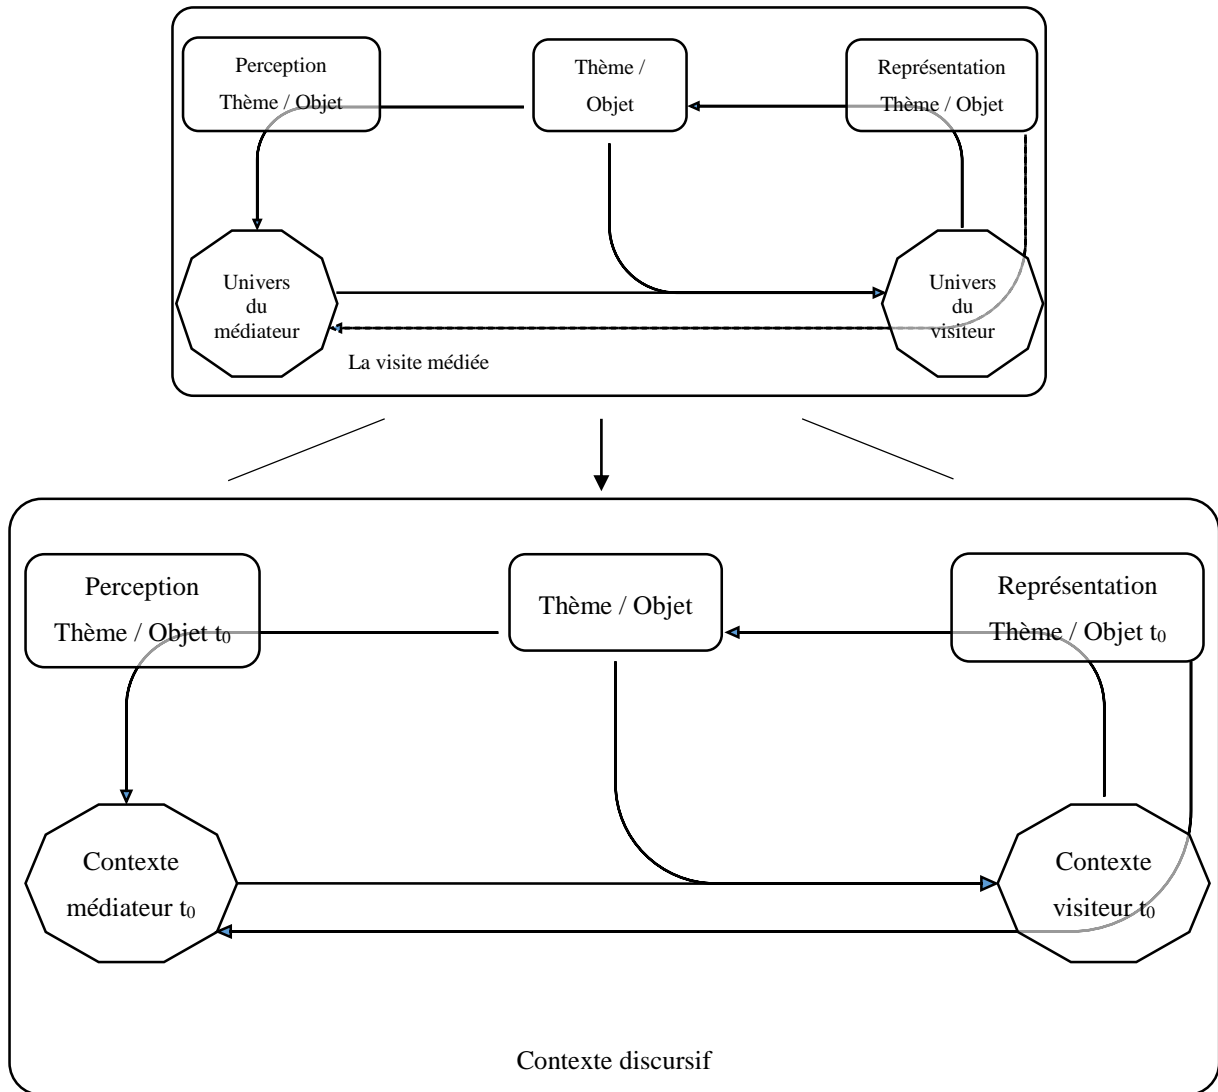 Perception
Thème / Objet
Thème /
Objet
Représentation
Thème / Objet
Univers
du
médiateur
Univers
du
visiteur
La visite médiée
Perception
Thème / Objet t₀
Thème / Objet
Représentation
Thème / Objet t₀
Contexte
médiateur t₀
Contexte
visiteur t₀
Contexte discursif